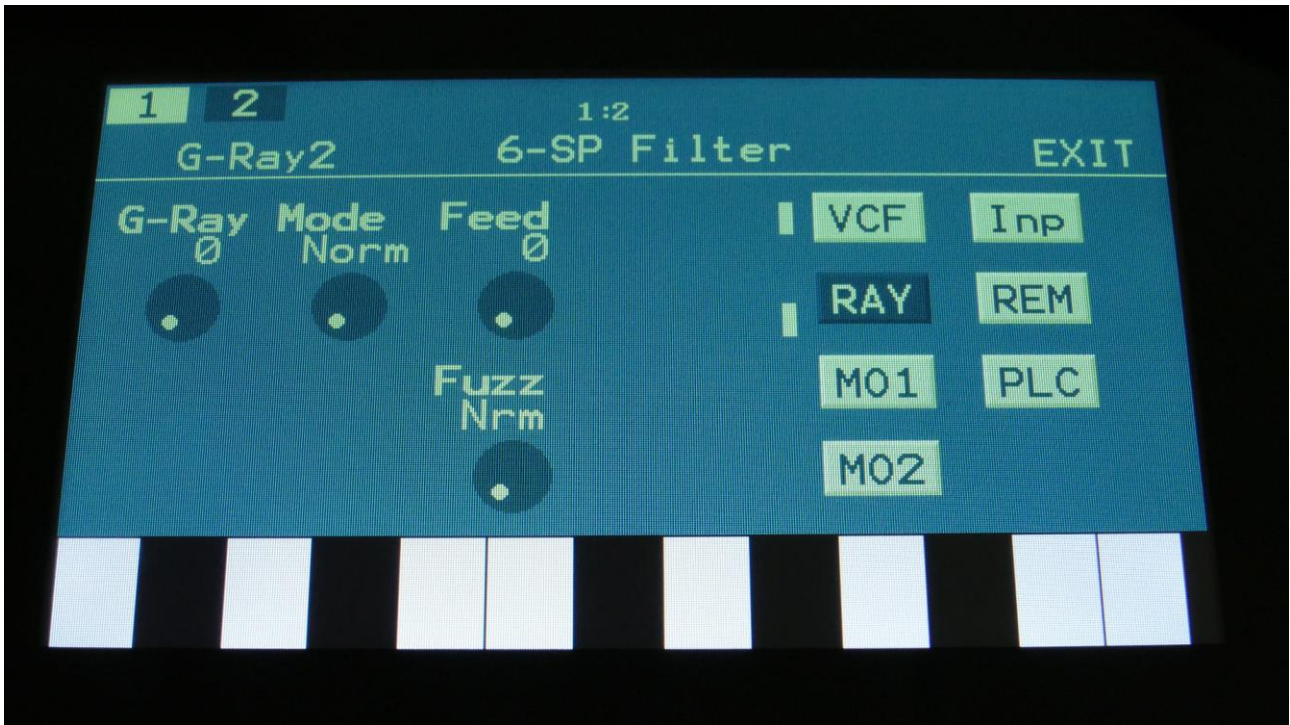 1 2 1:2
G-Ray2 6-SP Filter EXIT
G-Ray Mode Feed VCF Inp
0 Norm 0
RAY REM
Fuzz MO1 PLC
Nrm
MO2